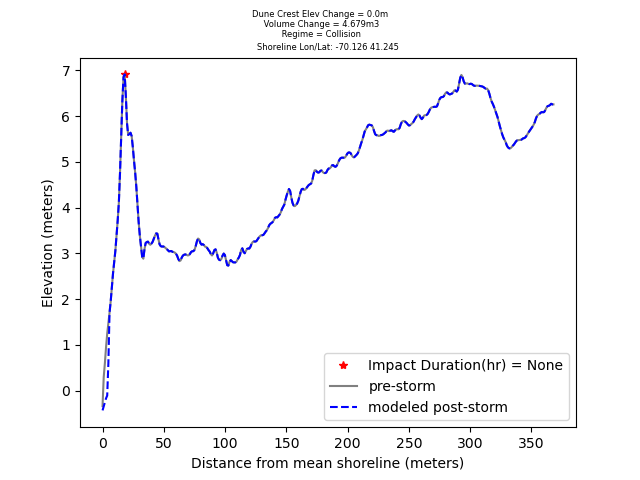 Dune Crest Elev Change = 0.0m
Volume Change = 4.679m3
Regime = Collision
Shoreline Lon/Lat: -70.126 41.245
7
6
5
4
3
2
1
0
Elevation (meters)
Impact Duration(hr) = None
pre-storm
modeled post-storm
0 50 100 150 200 250 300 350
Distance from mean shoreline (meters)